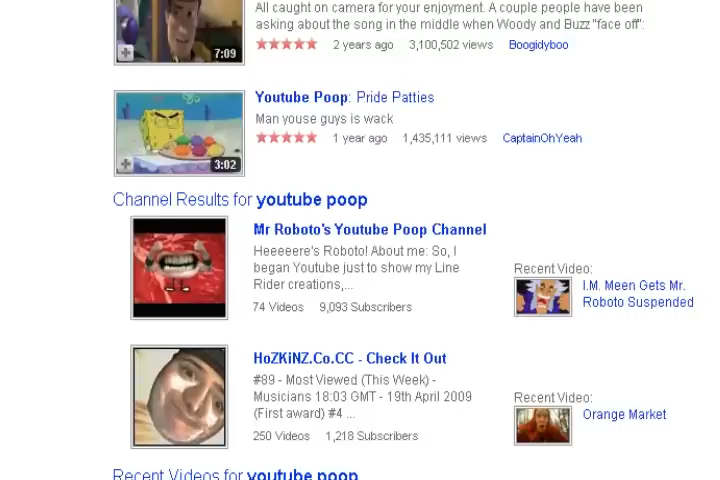 All caught on camera for your enjoyment. A couple people have been
asking about the song in the middle when Woody and Buzz "face off":
7:09
2 years ago 3,100,502 views Boogidyboo
Youtube Poop: Pride Patties
Man youse guys is wack
1 year ago 1,435,111 views CaptainOhYeah
3:02
Channel Results for youtube poop
Mr Roboto's Youtube Poop Channel
Heeeeere's Roboto! About me: So, I
began Youtube just to show my Line
Rider creations,...
74 Videos 9,093 Subscribers
Recent Video:
I.M. Meen Gets Mr.
Roboto Suspended
HoZKiNZ.Co.CC - Check It Out
#89 - Most Viewed (This Week) -
Musicians 18:03 GMT - 19th April 2009
(First award) #4 ...
250 Videos 1,218 Subscribers
Recent Video:
Orange Market
Recent Videos for youtube poop